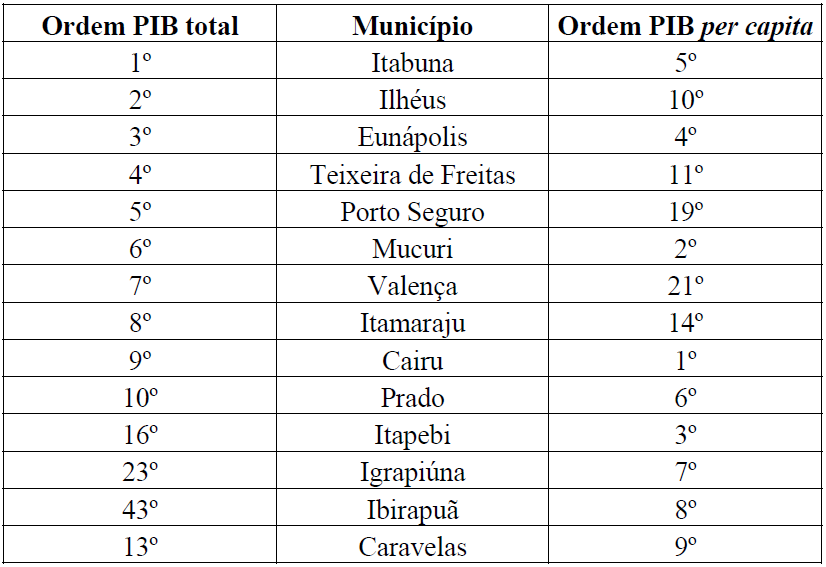 Ordem PIB total Município Ordem PIB per capita
1º Itabuna 5º
2º Ilhéus 10º
3º Eunápolis 4º
4º Teixeira de Freitas 11º
5º Porto Seguro 19º
6º Mucuri 2º
7º Valença 21º
8º Itamaraju 14º
9º Cairu 1º
10º Prado 6º
16º Itapebi 3º
23º Igrapiúna 7º
43º Ibirapuã 8º
13º Caravelas 9º